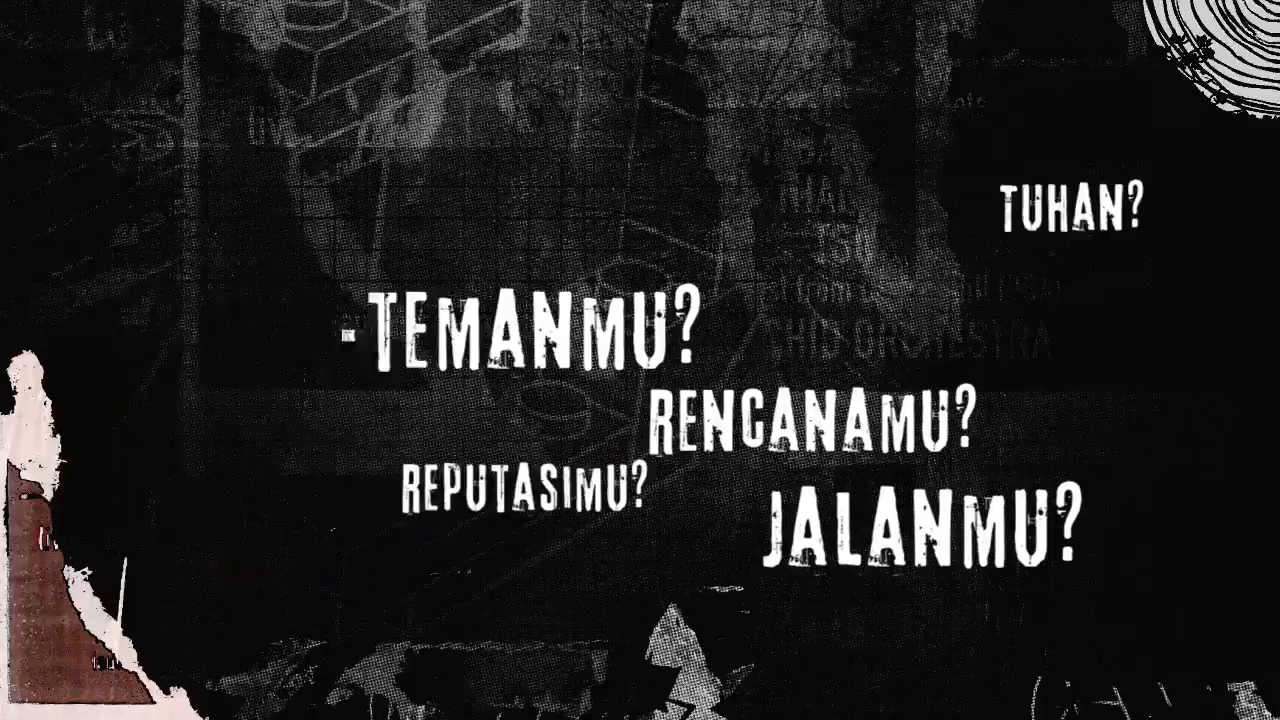 TUHAN?
-TEMANMU?
RENCANAMU?
REPUTASIMU?
JALANMU?